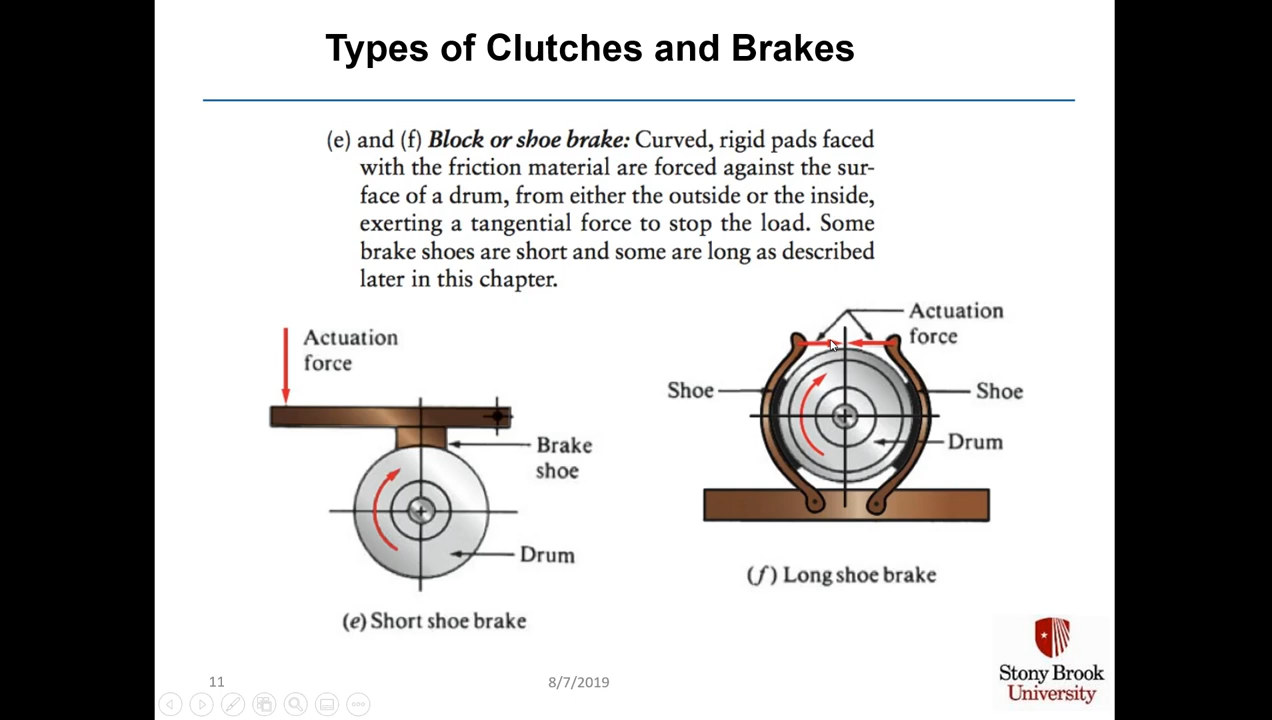 Types of Clutches and Brakes
(e) and (f) Block or shoe brake: Curved, rigid pads faced
with the friction material are forced against the sur-
face of a drum, from either the outside or the inside,
exerting a tangential force to stop the load. Some
brake shoes are short and some are long as described
later in this chapter.
Actuation
force
Brake
shoe
Drum
(e) Short shoe brake
Actuation
force
Shoe
Shoe
Drum
(f) Long shoe brake
11
8/7/2019
Stony Brook
University